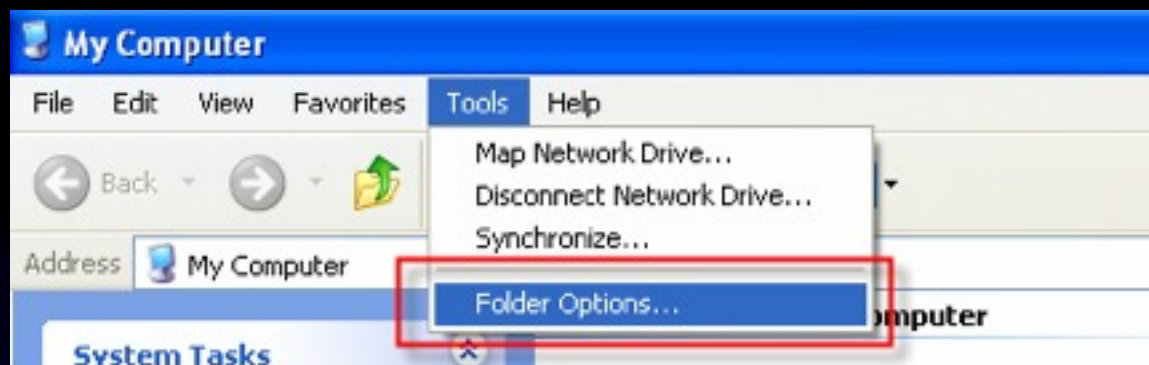 My Computer
File Edit View Favorites Tools Help
Map Network Drive...
Back
Disconnect Network Drive...
Synchronize...
Address My Computer
Folder Options...
System Tasks